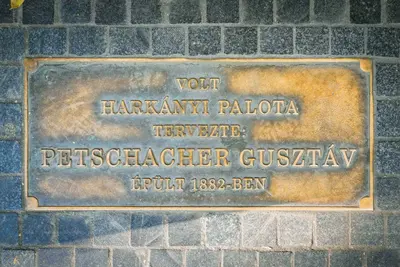 VOLT
HARKÁNYI PALOTA
TERVEZTE:
PETSCHACHER GUSZTÁV
ÉPÜLT 1882-BEN